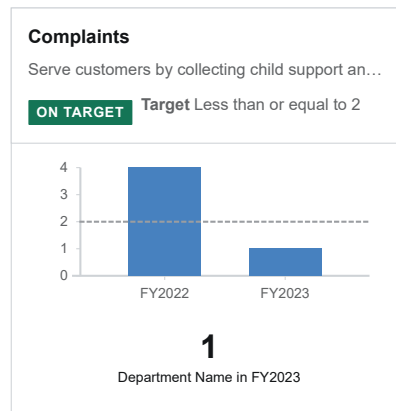 Complaints
Serve customers by collecting child support an…
ON TARGET Target Less than or equal to 2
4
3
2
1
0
FY2022 FY2023
1
Department Name in FY2023